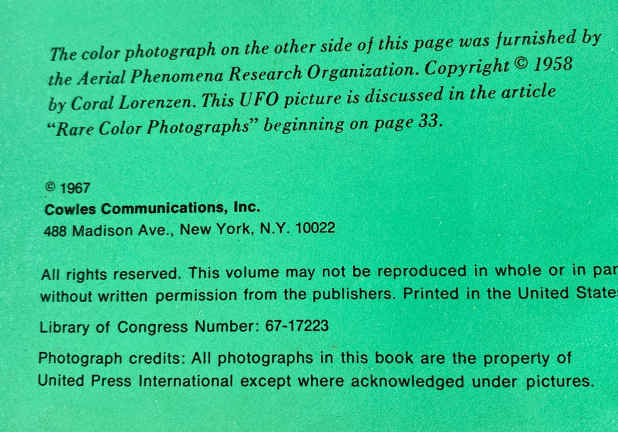 The color photograph on the other side of this page was furnished by
the Aerial Phenomena Research Organization. Copyright © 1958
by Coral Lorenzen. This UFO picture is discussed in the article
“Rare Color Photographs” beginning on page 33.
© 1967
Cowles Communications, Inc.
488 Madison Ave., New York, N.Y. 10022
All rights reserved. This volume may not be reproduced in whole or in par
without written permission from the publishers. Printed in the United State
Library of Congress Number: 67-17223
Photograph credits: All photographs in this book are the property of
United Press International except where acknowledged under pictures.